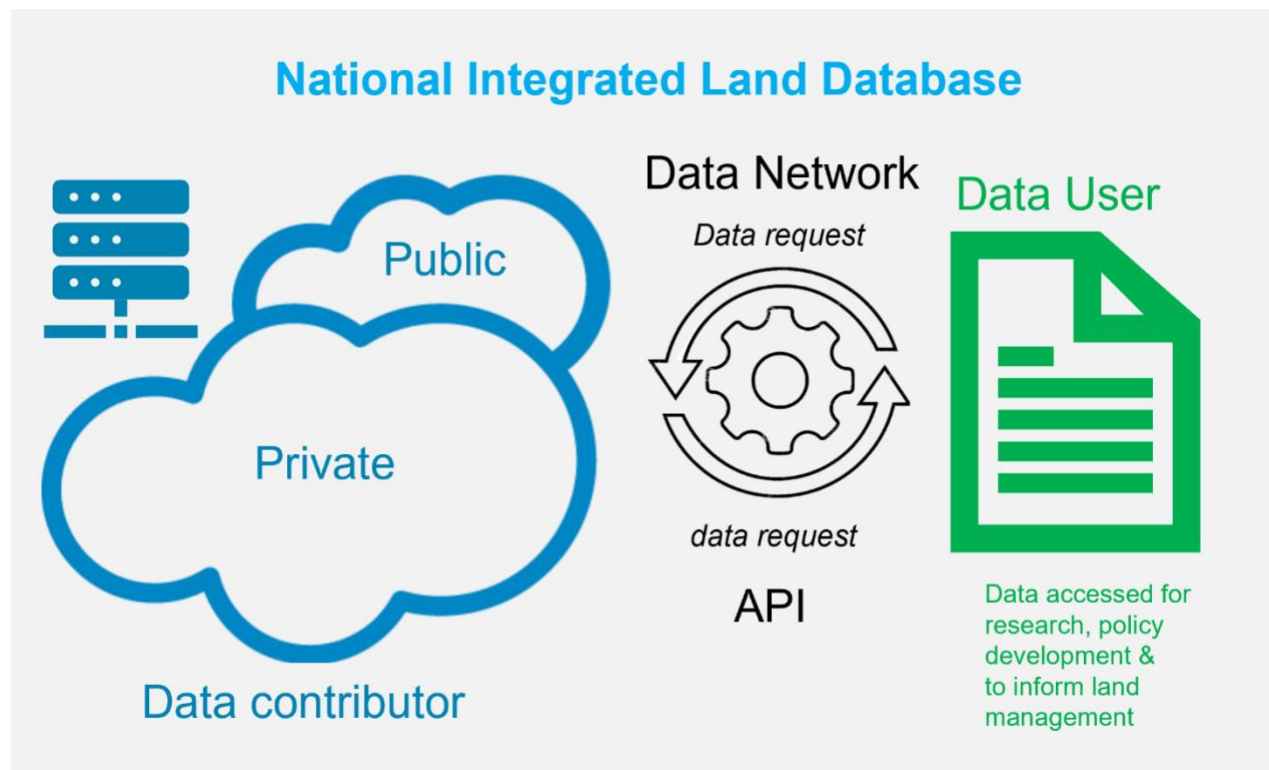 National Integrated Land Database
Public
Private
Data contributor
Data Network
Data request
data request
API
Data User
Data accessed for
research, policy
development &
to inform land
management